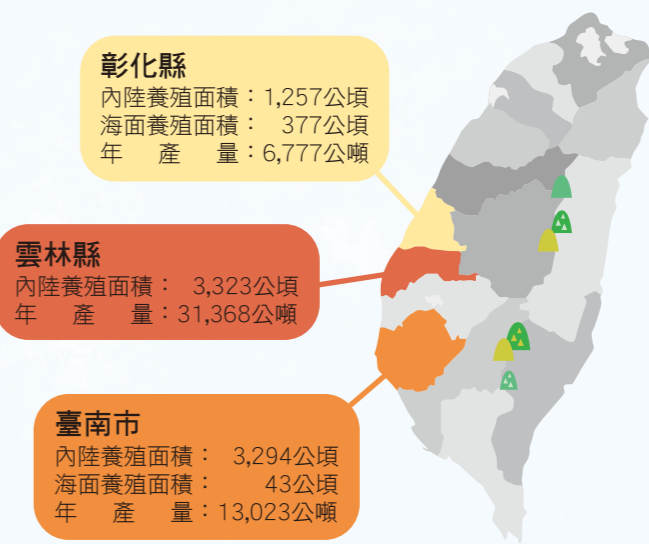 彰化縣
內陸養殖面積：1,257公頃
海面養殖面積： 377公頃
年 產 量：6,777公噸
雲林縣
內陸養殖面積： 3,323公頃
年 產 量：31,368公噸
臺南市
內陸養殖面積： 3,294公頃
海面養殖面積： 43公頃
年 產 量：13,023公噸